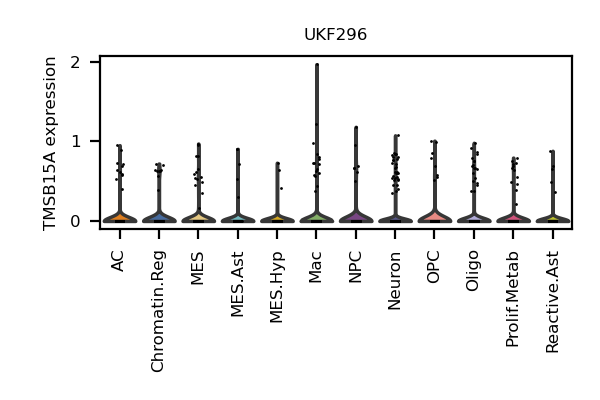 UKF296
TMSB15A expression
2
1
0
AC
Chromatin.Reg
MES
MES.Ast
MES.Hyp
Mac
NPC
Neuron
OPC
Oligo
Prolif.Metab
Reactive.Ast